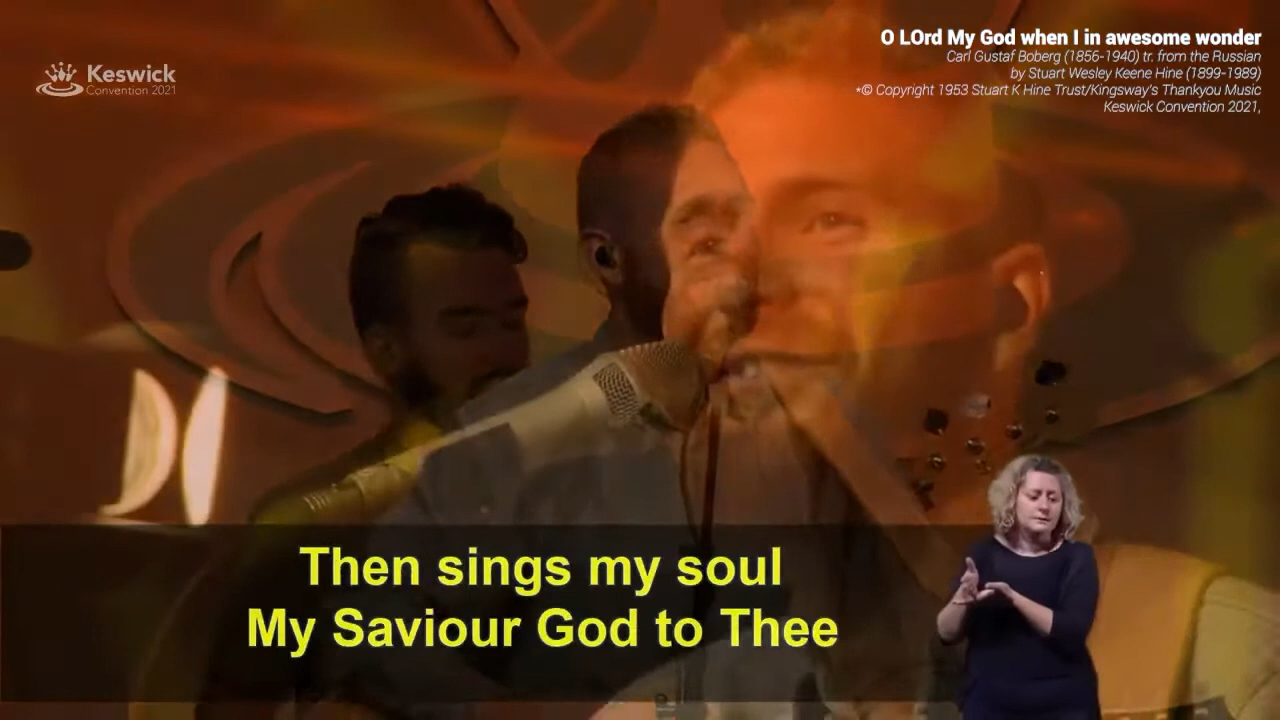 Keswick
Convention 2021
O LOrd My God when I in awesome wonder
Carl Gustaf Boberg (1856-1940) tr. from the Russian
by Stuart Wesley Keene Hine (1899-1989)
*© Copyright 1953 Stuart K Hine Trust/Kingsway's Thankyou Music
Keswick Convention 2021,
Then sings my soul
My Saviour God to Thee